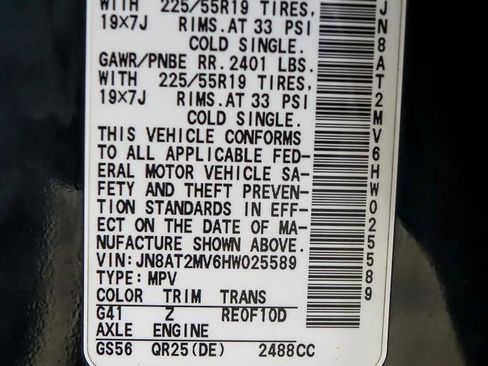 WITH 225/55R19 TIRES,
19×7J RIMS.AT 33 PSI
COLD SINGLE.
GAWR/PNBE RR. 2401 LBS.
WITH 225/55R19 TIRES,
19×7J RIMS.AT 33 PSI
COLD SINGLE.
THIS VEHICLE CONFORMS
TO ALL APPLICABLE FED-
ERAL MOTOR VEHICLE SA-
FETY AND THEFT PREVEN-
TION STANDARDS IN EFF-
ECT ON THE DATE OF MA-
NUFACTURE SHOWN ABOVE.
VIN:JN8AT2MV6HW025589
TYPE:MPV
COLOR TRIM TRANS
G41 Z RE0F10D
AXLE ENGINE
GS56 QR25(DE) 2488CC
JN8AT2MV6HW025589